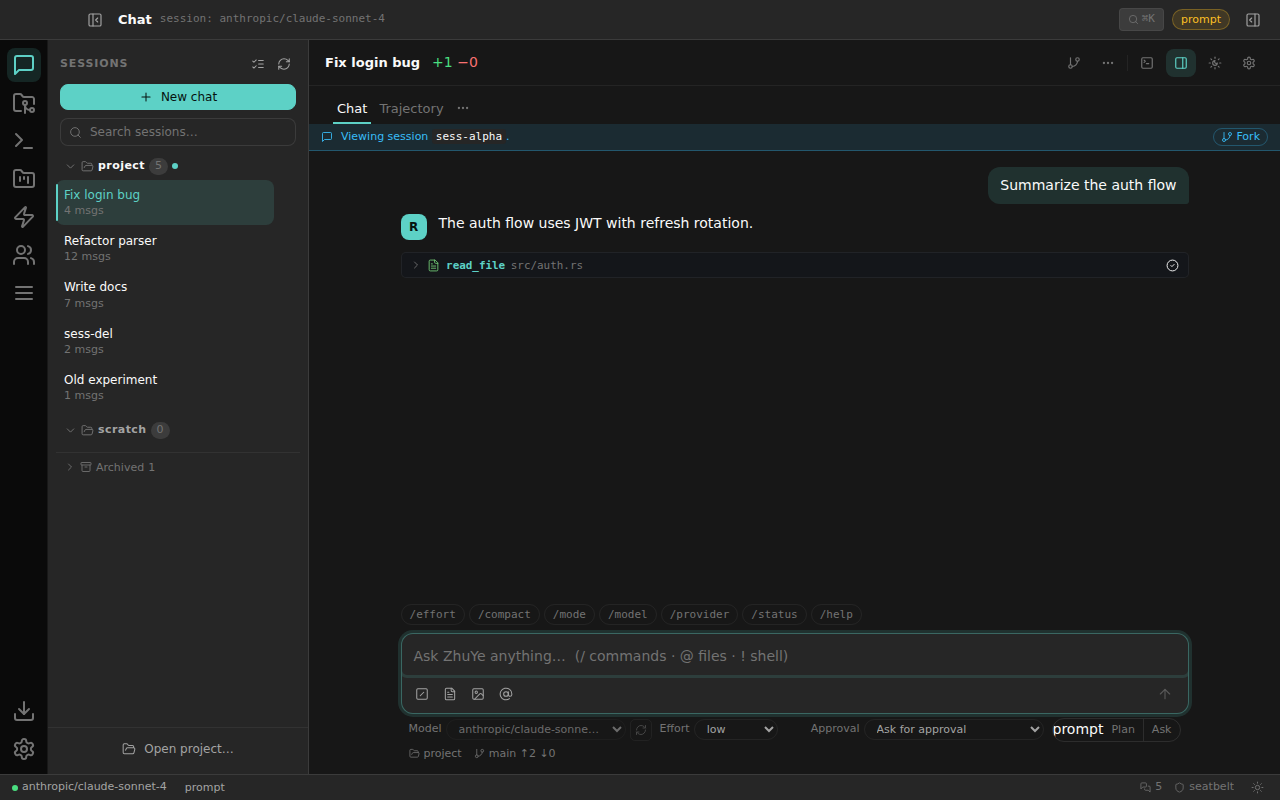 Chat session: anthropic/claude-sonnet-4
⌘K
prompt
SESSIONS
New chat
Search sessions…
project 5
Fix login bug
4 msgs
Refactor parser
12 msgs
Write docs
7 msgs
sess-del
2 msgs
Old experiment
1 msgs
scratch 0
Archived 1
Open project…
Fix login bug +1 −0
Chat Trajectory ···
Viewing session sess-alpha .
Fork
Summarize the auth flow
R The auth flow uses JWT with refresh rotation.
read_file src/auth.rs
/effort /compact /mode /model /provider /status /help
Ask ZhuYe anything… (/ commands · @ files · ! shell)
Model anthropic/claude-sonne… Effort low Approval Ask for approval prompt Plan Ask
project main ↑2 ↓0
anthropic/claude-sonnet-4 prompt
5 seatbelt